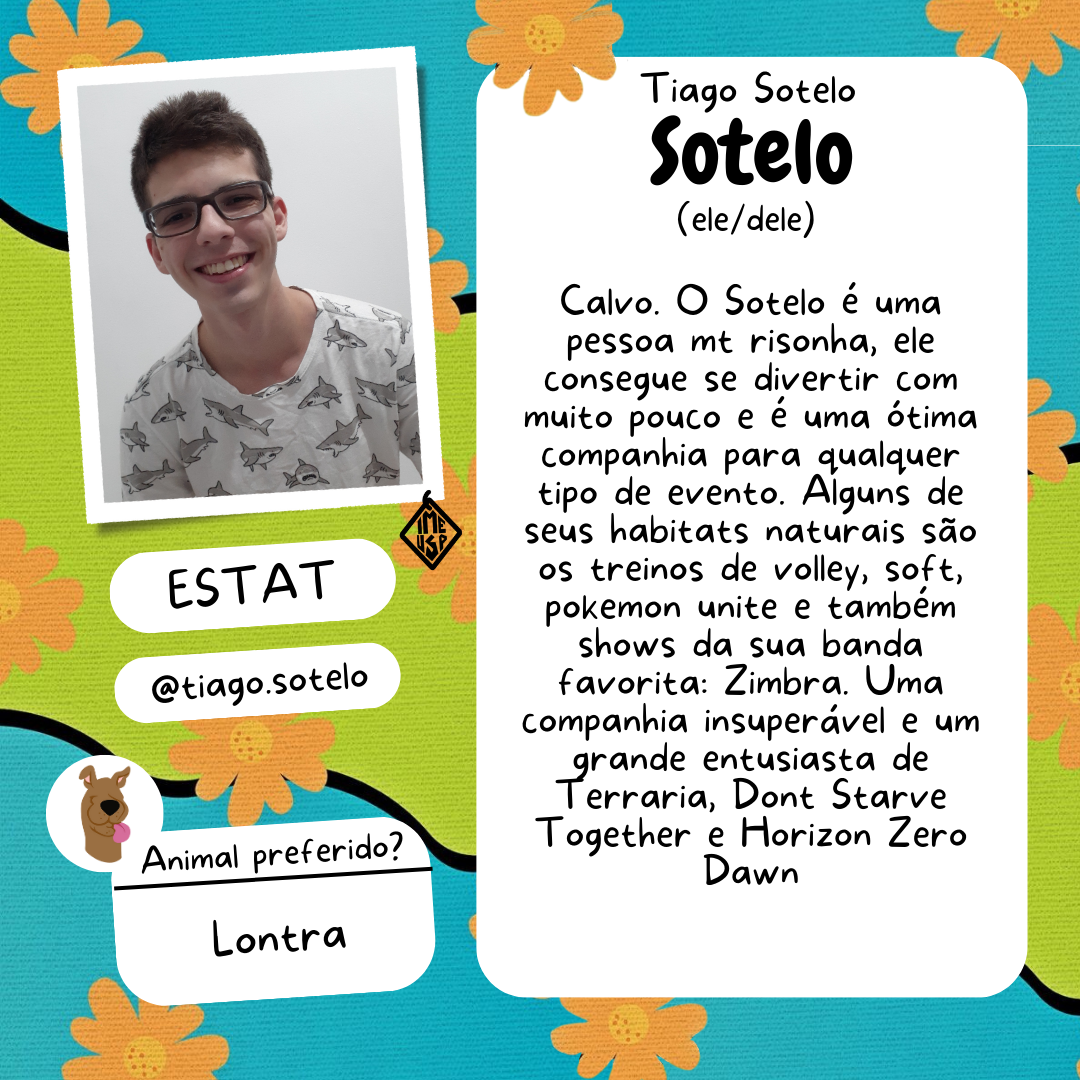 Tiago Sotelo
Sotelo
(ele/dele)
Calvo. O Sotelo é uma
pessoa mt risonha, ele
consegue se divertir com
muito pouco e é uma ótima
companhia para qualquer
tipo de evento. Alguns de
seus habitats naturais são
os treinos de volley, soft,
pokemon unite e também
shows da sua banda
favorita: Zimbra. Uma
companhia insuperável e um
grande entusiasta de
Terraria, Dont Starve
Together e Horizon Zero
Dawn
IME
USP
ESTAT
@tiago.sotelo
Animal preferido?
Lontra